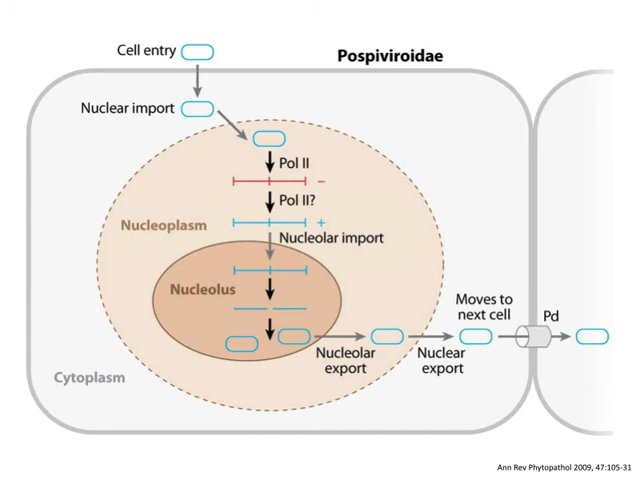 Cell entry
Pospiviroidae
Nuclear import
Pol II
–
Pol II?
+
Nucleoplasm
Nucleolar import
Nucleolus
Moves to
next cell
Pd
Nucleolar
export
Nuclear
export
Cytoplasm
Ann Rev Phytopathol 2009, 47:105-31